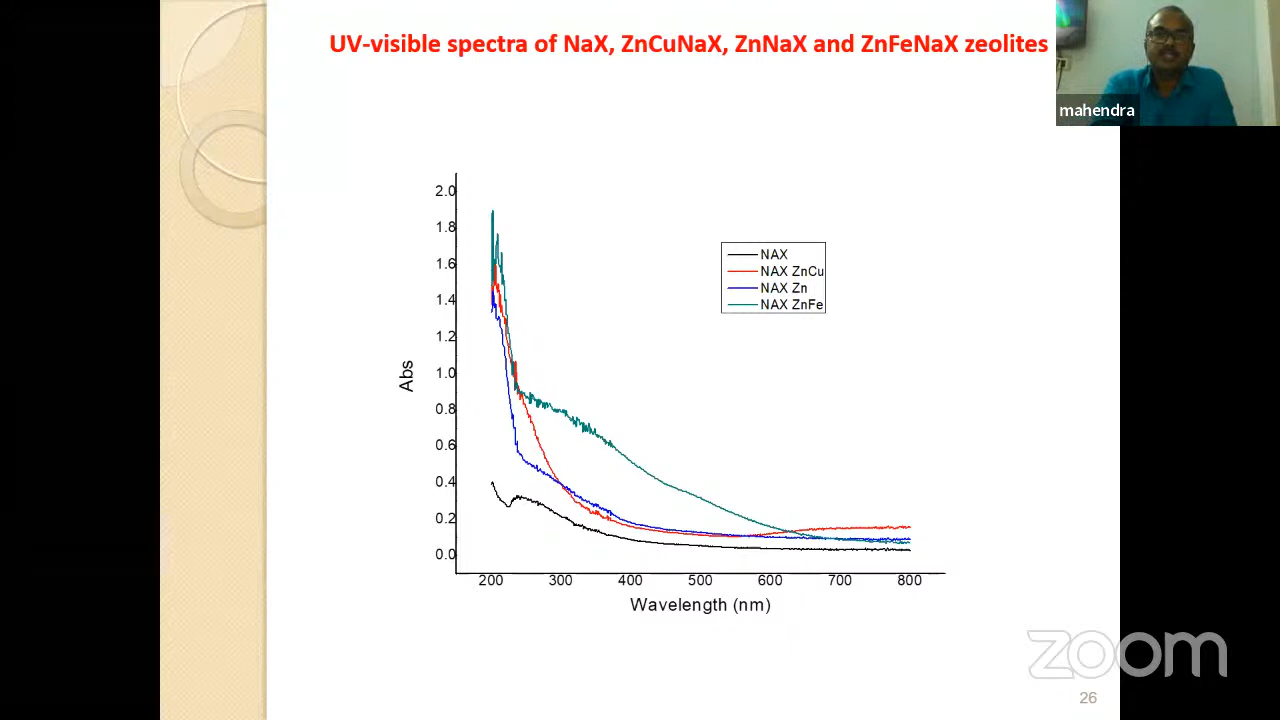 UV-visible spectra of NaX, ZnCuNaX, ZnNaX and ZnFeNaX zeolites
mahendra
2.0
1.8
1.6
1.4
1.2
1.0
0.8
0.6
0.4
0.2
0.0
Abs
NAX
NAX ZnCu
NAX Zn
NAX ZnFe
200 300 400 500 600 700 800
Wavelength (nm)
zoom
26